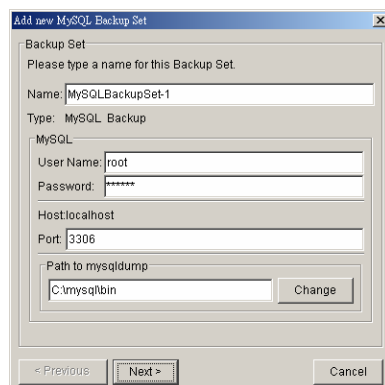 Add new MySQL Backup Set
Backup Set
Please type a name for this Backup Set.
Name: MySQLBackupSet-1
Type: MySQL Backup
MySQL
User Name: root
Password: ******
Host:localhost
Port: 3306
Path to mysqldump
C:\mysql\bin
Change
< Previous
Next >
Cancel